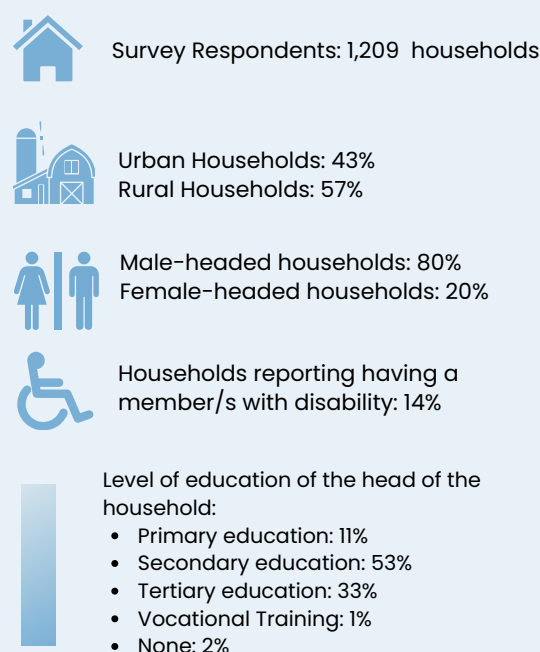 Survey Respondents: 1,209 households
Urban Households: 43%
Rural Households: 57%
Male-headed households: 80%
Female-headed households: 20%
Households reporting having a
member/s with disability: 14%
Level of education of the head of the
household:
• Primary education: 11%
• Secondary education: 53%
• Tertiary education: 33%
• Vocational Training: 1%
• None: 2%